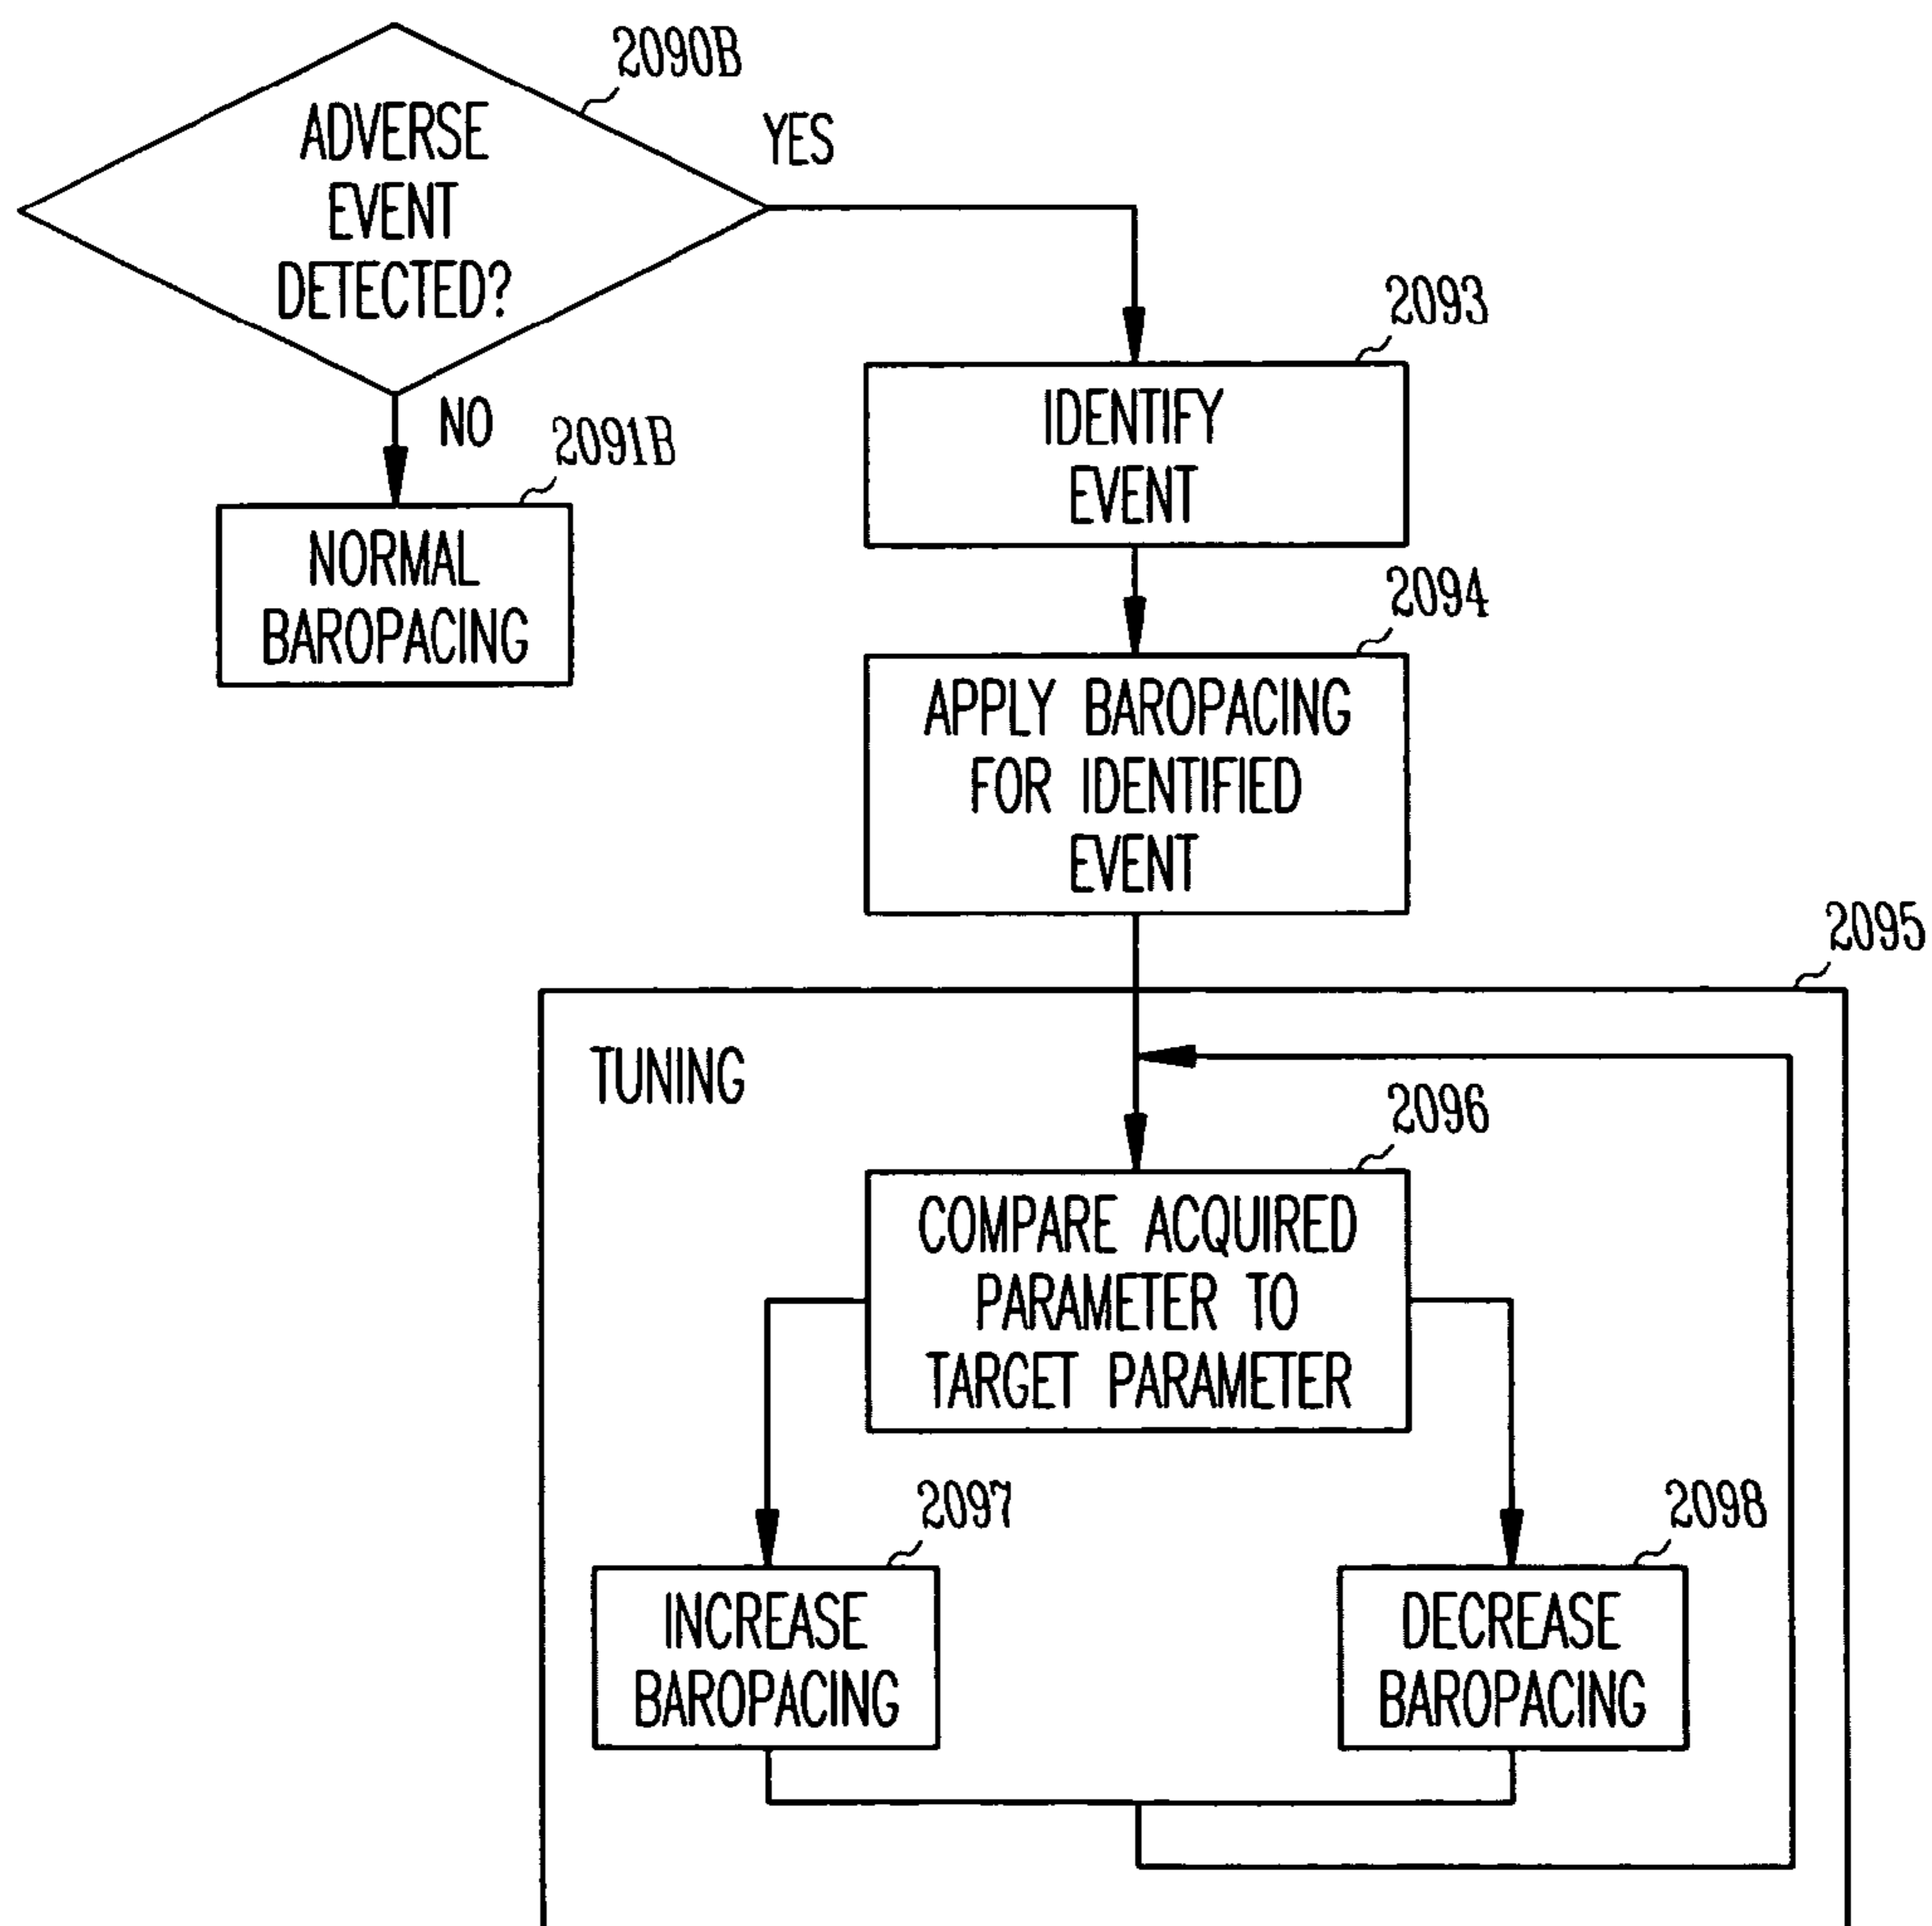 2090B
ADVERSE
EVENT
DETECTED?
YES
NO
2091B
NORMAL
BAROPACING
2093
IDENTIFY
EVENT
2094
APPLY BAROPACING
FOR IDENTIFIED
EVENT
2095
TUNING
2096
COMPARE ACQUIRED
PARAMETER TO
TARGET PARAMETER
2097
INCREASE
BAROPACING
2098
DECREASE
BAROPACING